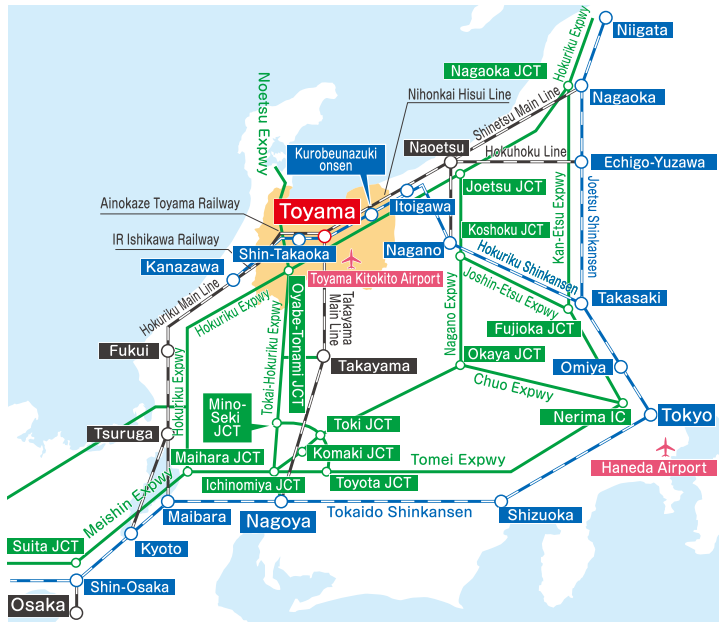 Niigata
Hokuriku Expwy
Nagaoka JCT
Noetsu Expwy
Nihonkai Hisui Line
Shinetsu Main Line
Nagaoka
Naoetsu
Hokuhoku Line
Kurobeunazuki
onsen
Echigo-Yuzawa
Joetsu JCT
Ainokaze Toyama Railway
Toyama
Itoigawa
Kan-Etsu Expwy
Joetsu Shinkansen
Koshoku JCT
IR Ishikawa Railway
Shin-Takaoka
Nagano
Hokuriku Shinkansen
Kanazawa
Toyama Kitokito Airport
Joshin-Etsu Expwy
Hokuriku Main Line
Hokuriku Expwy
Oyabe-Tonami JCT
Takayama
Main Line
Nagano Expwy
Takasaki
Fujioka JCT
Fukui
Hokuriku Expwy
Tokai-Hokuriku Expwy
Takayama
Okaya JCT
Omiya
Chuo Expwy
Mino-
Seki
JCT
Nerima IC
Tokyo
Tsuruga
Toki JCT
Komaki JCT
Maihara JCT
Tomei Expwy
Haneda Airport
Ichinomiya JCT
Toyota JCT
Meishin Expwy
Maibara
Nagoya
Tokaido Shinkansen
Shizuoka
Suita JCT
Kyoto
Shin-Osaka
Osaka